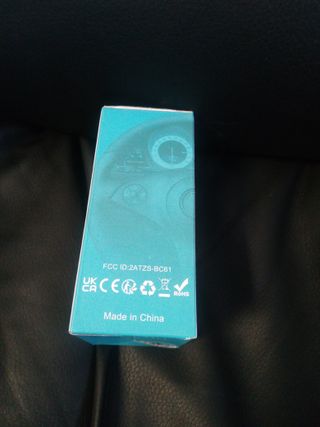 FCC ID:2ATZS-BC61
UK
CA CE RoHS
Made in China